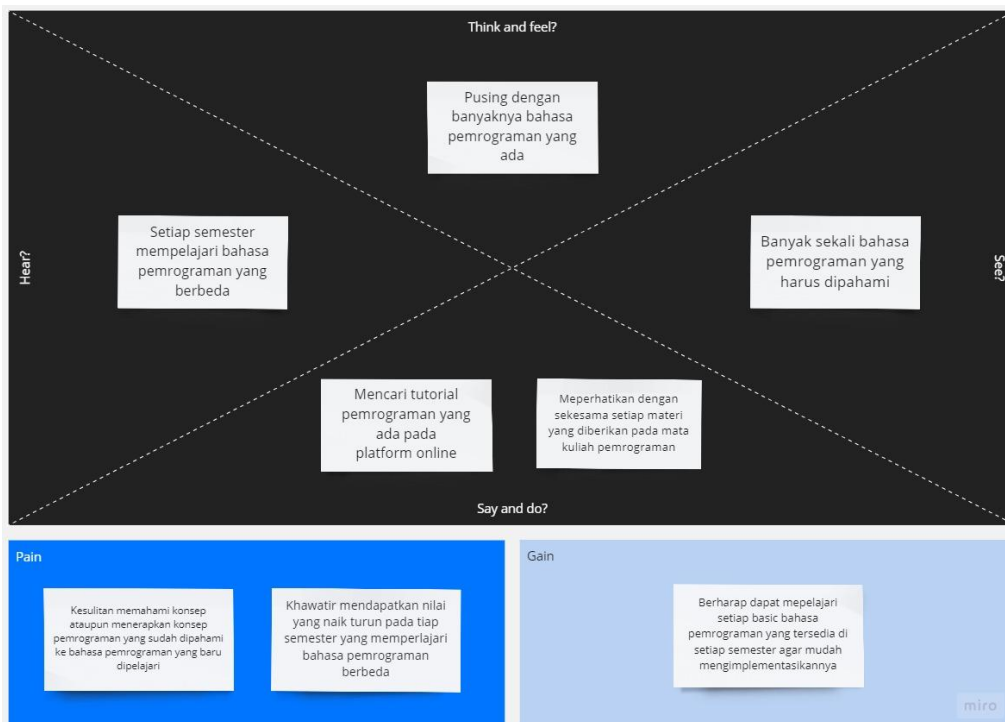 Think and feel?
Pusing dengan
banyaknya bahasa
pemrograman yang
ada
Hear?
Setiap semester
mempelajari bahasa
pemrograman yang
berbeda
Banyak sekali bahasa
pemrograman yang
harus dipahami
See?
Mencari tutorial
pemrograman yang
ada pada
platform online
Meperhatikan dengan
sekesama setiap materi
yang diberikan pada mata
kuliah pemrograman
Say and do?
Pain
Kesulitan memahami konsep
ataupun menerapkan konsep
pemrograman yang sudah dipahami
ke bahasa pemrograman yang baru
dipelajari
Khawatir mendapatkan nilai
yang naik turun pada tiap
semester yang memperlajari
bahasa pemrograman
berbeda
Gain
Berharap dapat mepelajari
setiap basic bahasa
pemrograman yang tersedia di
setiap semester agar mudah
mengimplementasikannya
miro